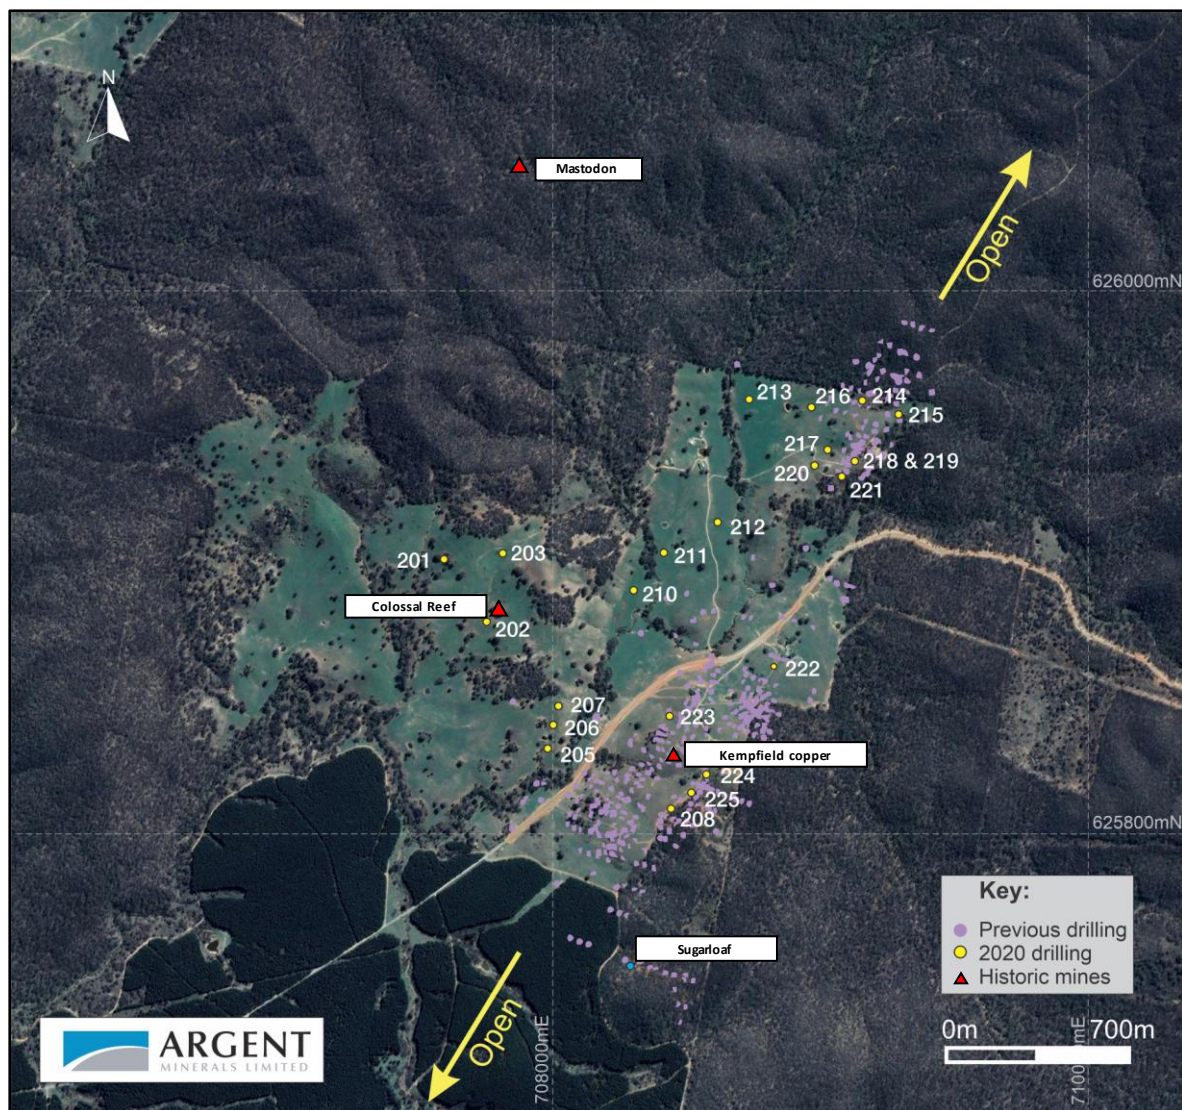 N
Mastodon
Open
626000mN
213
216
214
215
217
218 & 219
220
221
212
203
201
211
210
Colossal Reef
202
222
207
223
206
205
Kempfield copper
224
225
208
625800mN
Key:
Previous drilling
2020 drilling
Historic mines
Sugarloaf
Open
708000mE
0m
700m
ARGENT
MINERALS LIMITED